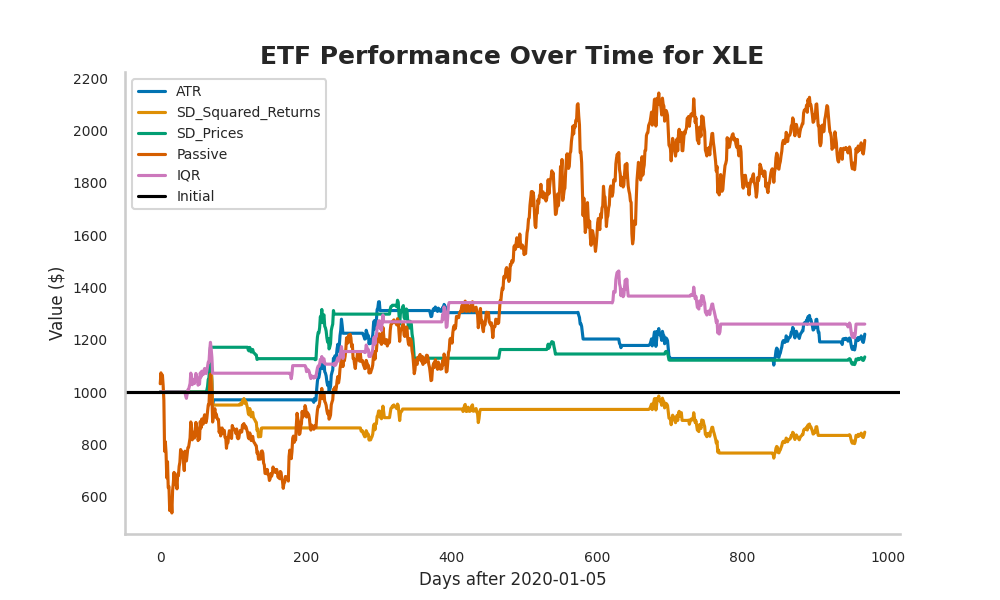 ETF Performance Over Time for XLE
Value ($)
2200
2000
1800
1600
1400
1200
1000
800
600
ATR
SD_Squared_Returns
SD_Prices
Passive
IQR
Initial
0 200 400 600 800 1000
Days after 2020-01-05